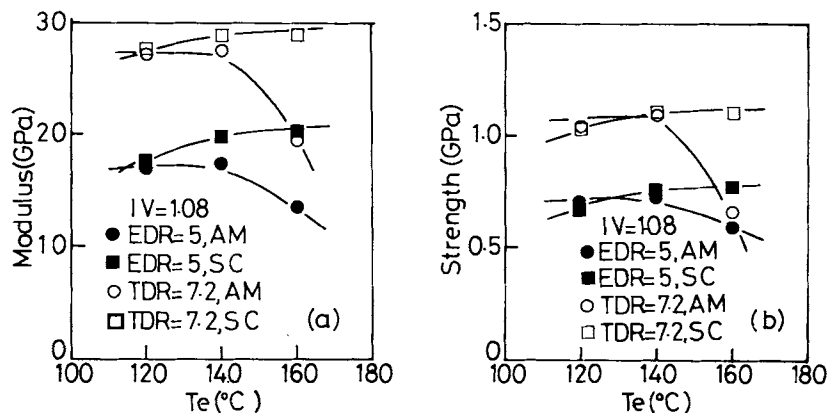 30
20
10
0
100
120
140
160
180
Modulus(GPa)
Te(°C)
IV=1.08
● EDR=5,AM
■ EDR=5,SC
○ TDR=7.2,AM
□ TDR=7.2,SC
(a)
1.5
1.0
0.5
0
100
120
140
160
180
Strength(GPa)
Te(°C)
IV=1.08
● EDR=5,AM
■ EDR=5,SC
○ TDR=7.2,AM
□ TDR=7.2,SC
(b)